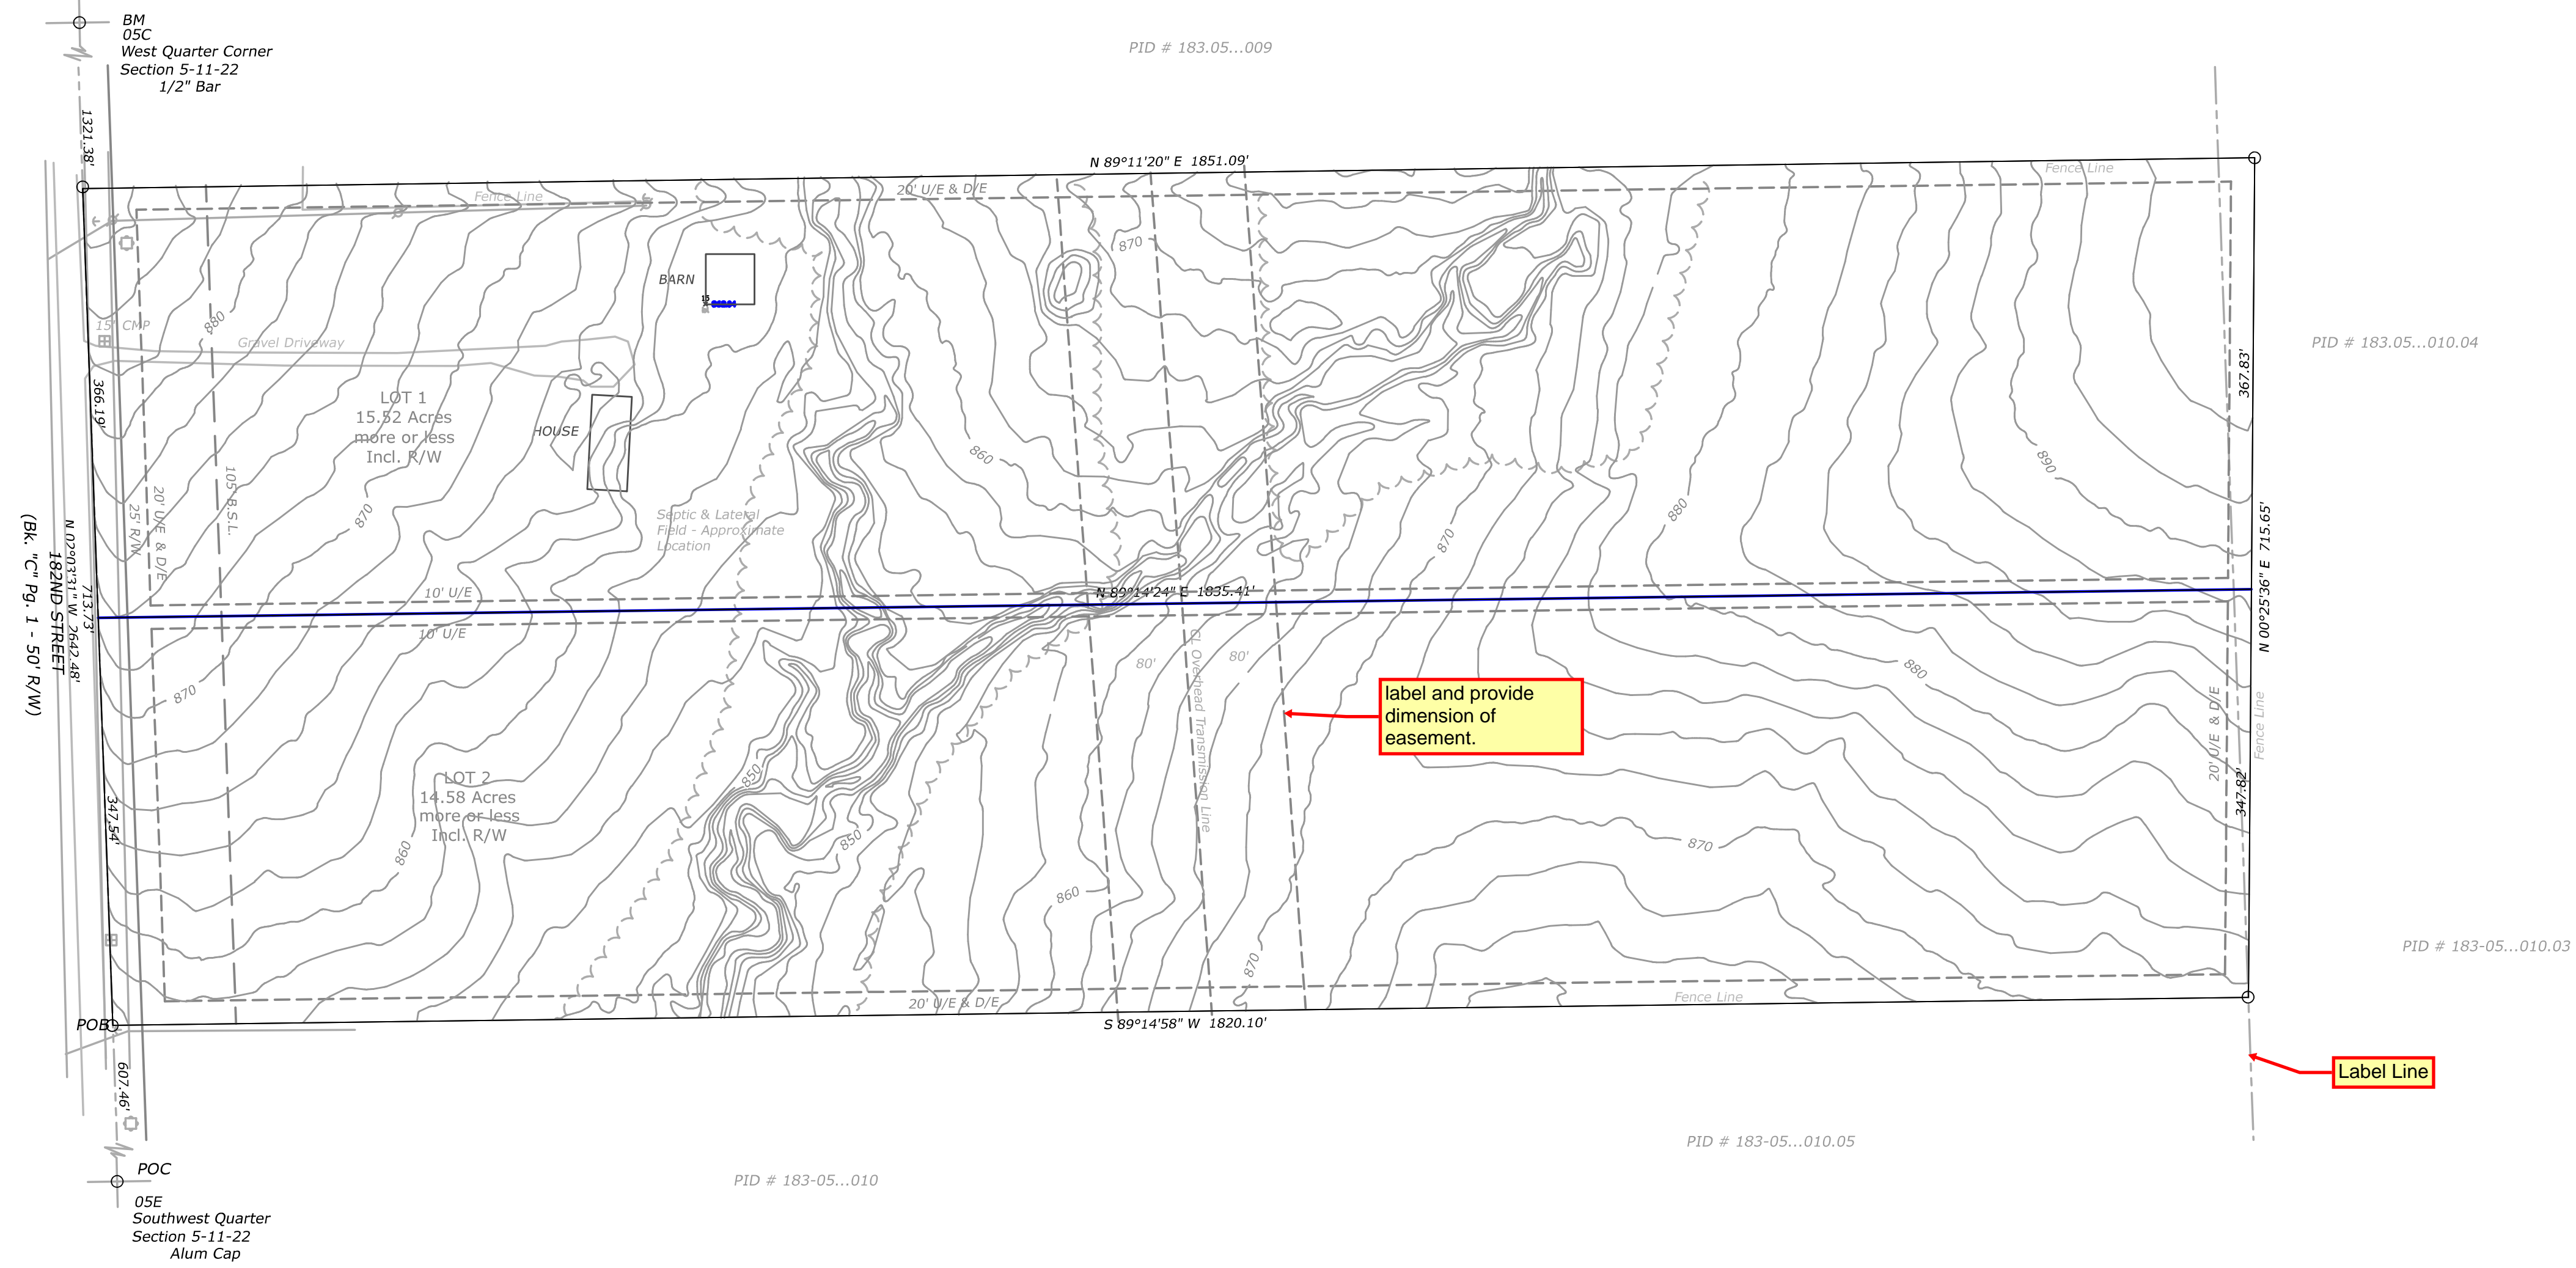 BM
05C
West Quarter Corner
Section 5-11-22
1/2" Bar
PID # 183.05...009
1321.38'
N 89°11'20" E 1851.09'
20' U/E & D/E
Fence Line
Fence Line
870
BARN
15
880
15' CMP
Gravel Driveway
PID # 183.05...010.04
366.19'
367.83'
LOT 1
15.52 Acres
more or less
Incl. R/W
HOUSE
860
890
105' B.S.L.
20' U/E & D/E
25' R/W
870
880
870
Septic & Lateral
Field - Approximate
Location
N 00°25'36" E 715.65'
(Bk. "C" Pg. 1 - 50' R/W)
182ND STREET
N 02°03'31" W 2642.48'
713.73'
10' U/E
N 89°14'24" E 1835.41'
10' U/E
80'
CL Overhead Transmission Line
80'
880
870
label and provide
dimension of
easement.
20' U/E & D/E
Fence Line
LOT 2
14.58 Acres
more or less
Incl. R/W
850
347.54'
347.82'
860
850
870
860
870
PID # 183-05...010.03
20' U/E & D/E
Fence Line
POB
S 89°14'58" W 1820.10'
607.46'
Label Line
PID # 183-05...010.05
POC
PID # 183-05...010
05E
Southwest Quarter
Section 5-11-22
Alum Cap